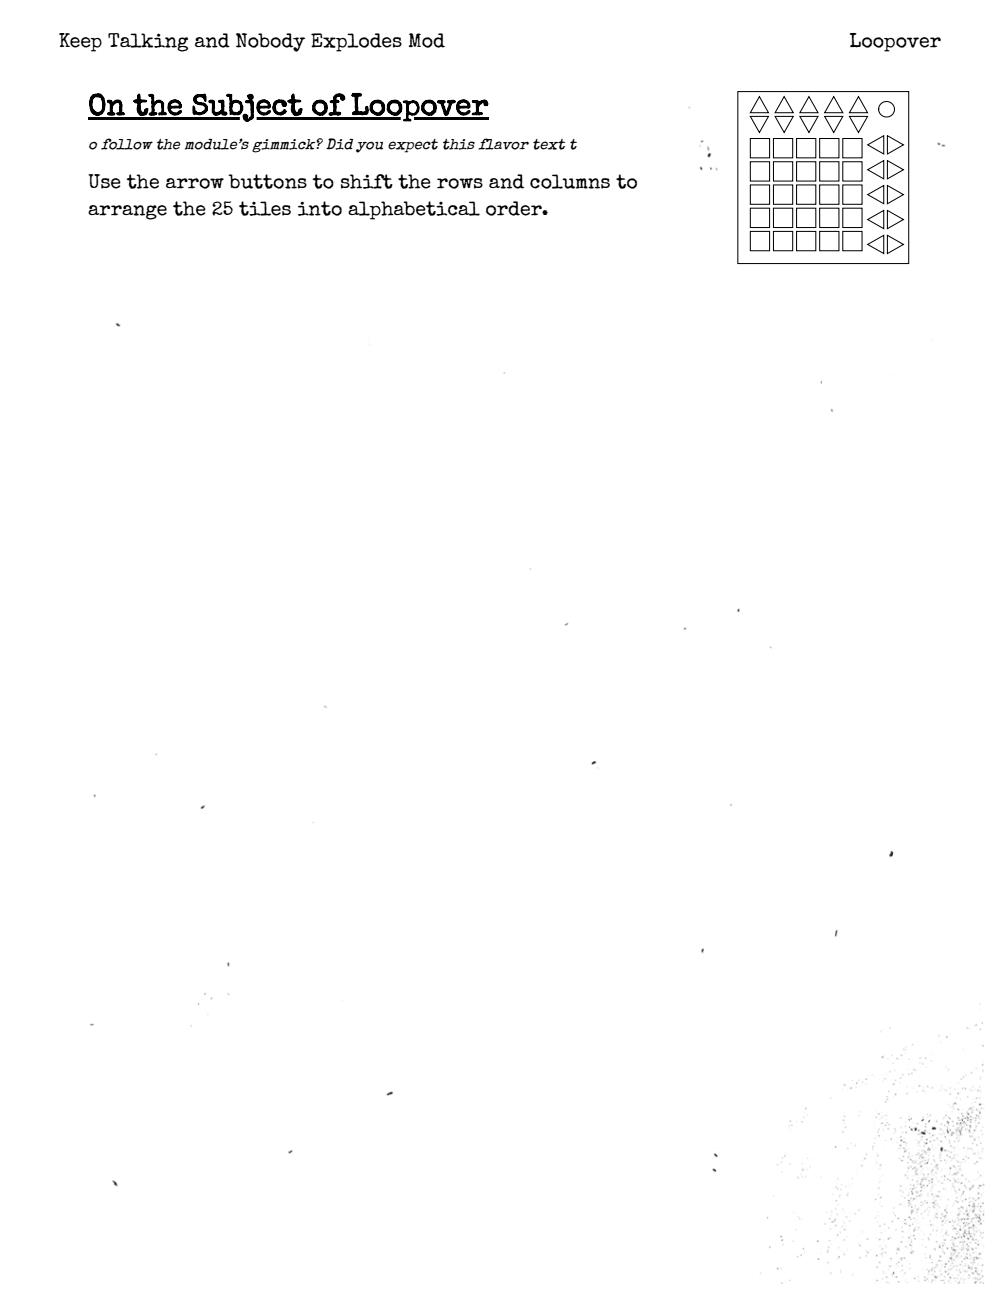 Keep Talking and Nobody Explodes Mod
Loopover
On the Subject of Loopover
o follow the module's gimmick? Did you expect this flavor text t
Use the arrow buttons to shift the rows and columns to
arrange the 25 tiles into alphabetical order.